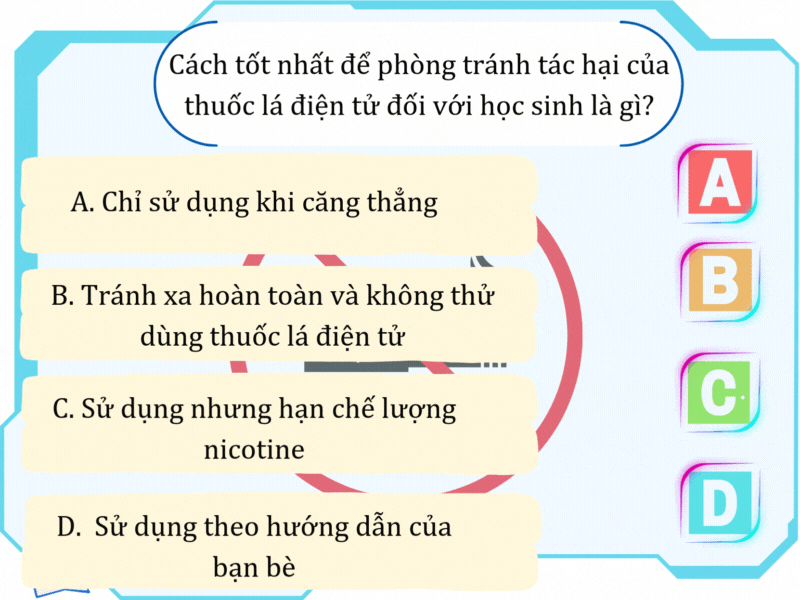 Cách tốt nhất để phòng tránh tác hại của
thuốc lá điện tử đối với học sinh là gì?
A. Chỉ sử dụng khi căng thẳng
B. Tránh xa hoàn toàn và không thử
dùng thuốc lá điện tử
C. Sử dụng nhưng hạn chế lượng
nicotine
D. Sử dụng theo hướng dẫn của
bạn bè
A
B
C
D